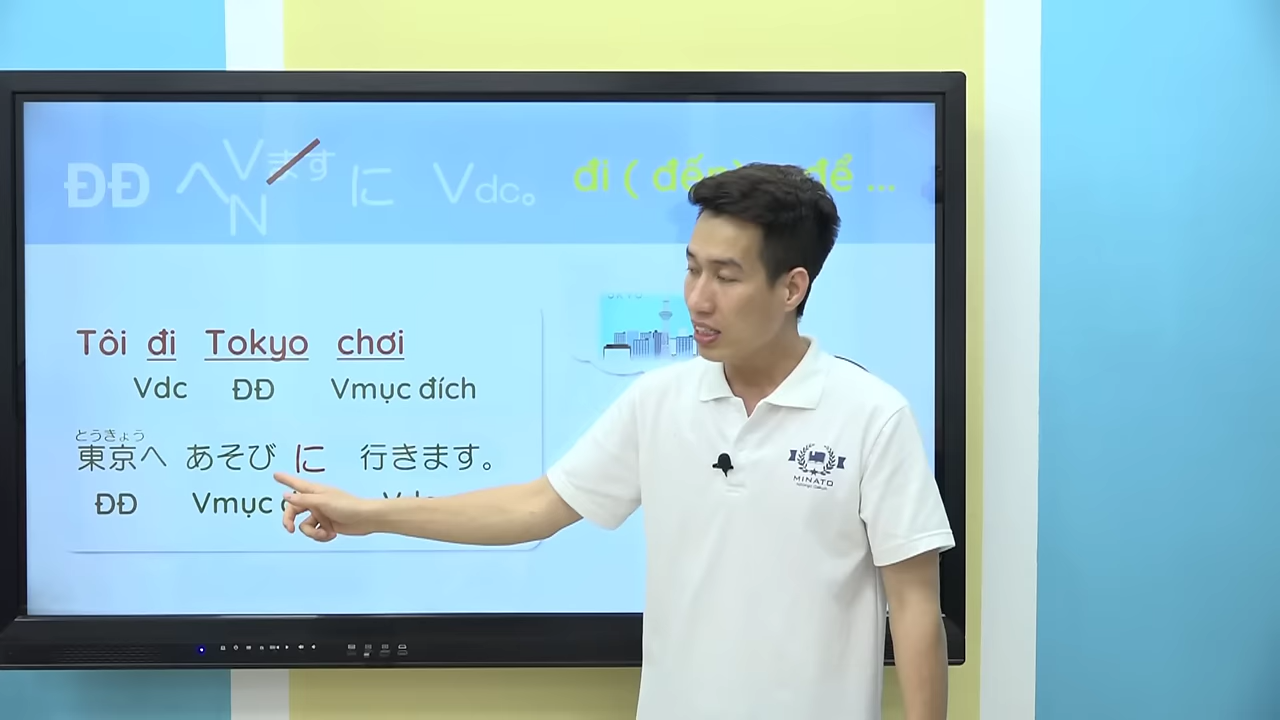 ĐĐ へ Vます に Vdc。 đi ( để ...
N
Tôi đi Tokyo chơi
Vdc ĐĐ Vmục đích
とうきょう
東京へ あそび に 行きます。
ĐĐ Vmục
MINATO